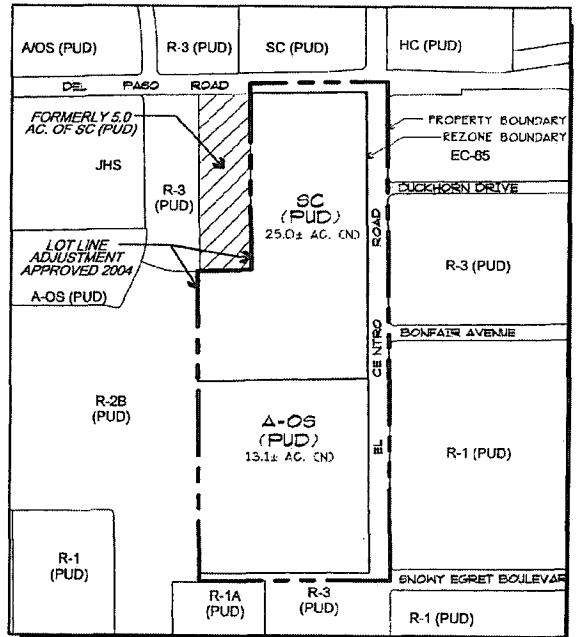 A/OS (PUD)
R-3 (PUD)
SC (PUD)
HC (PUD)
DEL PASO ROAD
FORMERLY 5.0
AC. OF SC (PUD)
PROPERTY BOUNDARY
REZONE BOUNDARY
EC-65
JHS
R-3
(PUD)
DUCKHORN DRIVE
SC
(PUD)
25.0± AC. (N)
EL CENTRO ROAD
LOT LINE
ADJUSTMENT
APPROVED 2004
A-OS (PUD)
R-3 (PUD)
BONFAIR AVENUE
R-2B
(PUD)
A-OS
(PUD)
13.1± AC. (N)
R-1 (PUD)
R-1
(PUD)
SNOWY EGRET BOULEVAR
R-1A
(PUD)
R-3
(PUD)
R-1 (PUD)